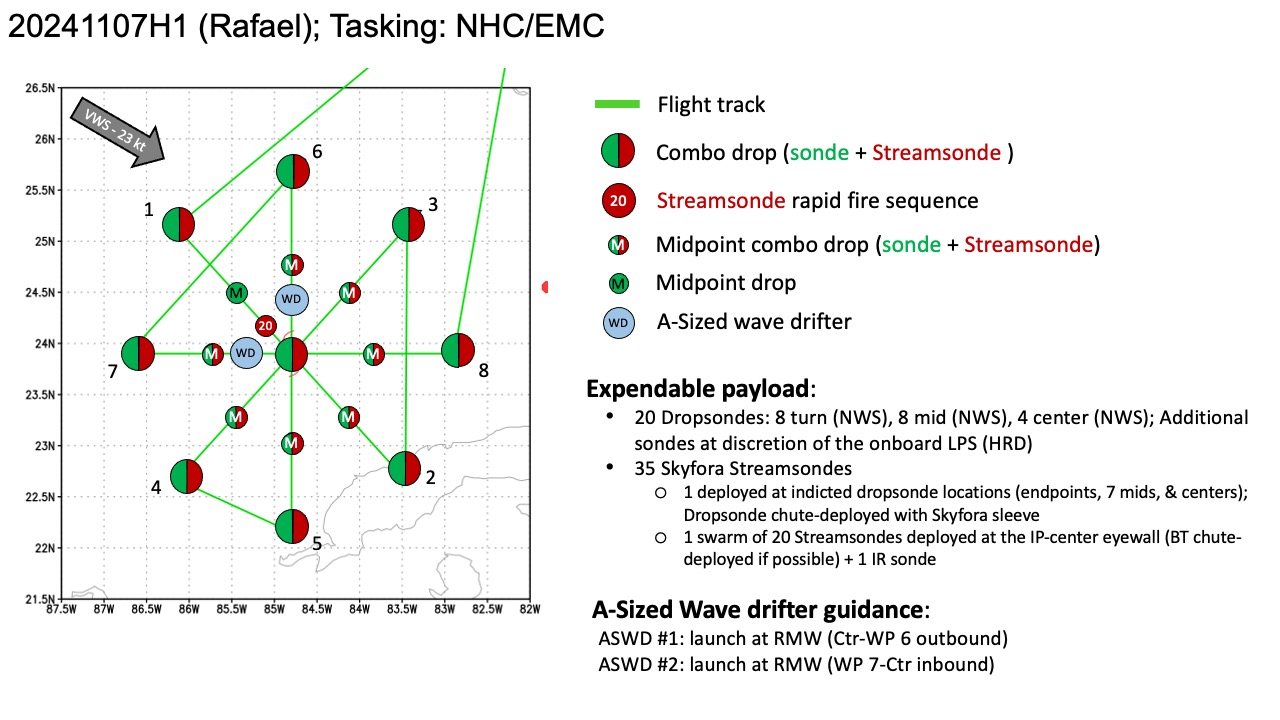 20241107H1 (Rafael); Tasking: NHC/EMC
26.5N
26N
25.5N
25N
24.5N
24N
23.5N
23N
22.5N
22N
21.5N
87.5W 87W 86.5W 86W 85.5W 85W 84.5W 84W 83.5W 83W 82.5W 82W
VWS - 23 kt
6
1
3
M
M
M
WD
20
M
WD
M
7
8
M
M
M
4
2
5
Flight track
Combo drop (sonde + Streamsonde )
20 Streamsonde rapid fire sequence
M Midpoint combo drop (sonde + Streamsonde)
M Midpoint drop
WD A-Sized wave drifter
Expendable payload:
• 20 Dropsondes: 8 turn (NWS), 8 mid (NWS), 4 center (NWS); Additional
sondes at discretion of the onboard LPS (HRD)
• 35 Skyfora Streamsondes
○ 1 deployed at indicted dropsonde locations (endpoints, 7 mids, & centers);
Dropsonde chute-deployed with Skyfora sleeve
○ 1 swarm of 20 Streamsondes deployed at the IP-center eyewall (BT chute-
deployed if possible) + 1 IR sonde
A-Sized Wave drifter guidance:
ASWD #1: launch at RMW (Ctr-WP 6 outbound)
ASWD #2: launch at RMW (WP 7-Ctr inbound)